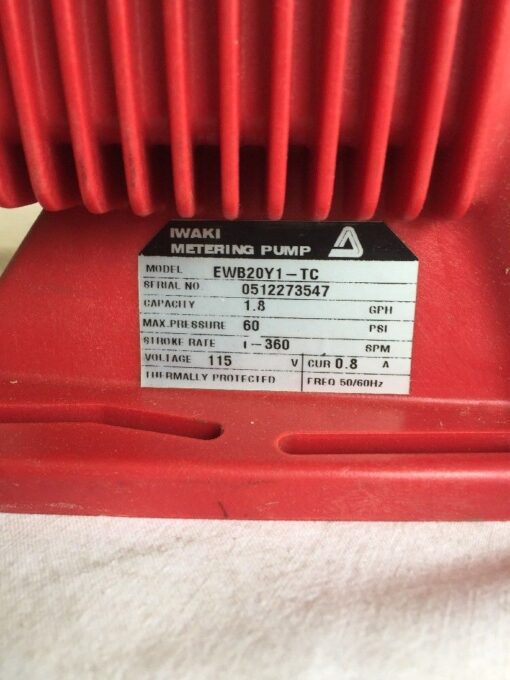 IWAKI
METERING PUMP
MODEL EWB20Y1-TC
SERIAL NO 0512273547
CAPACITY 1.8 GPH
MAX.PRESSURE 60 PSI
STROKE RATE 1-360 SPM
VOLTAGE 115 V CUR 0.8 A
THERMALLY PROTECTED FREQ 50/60Hz